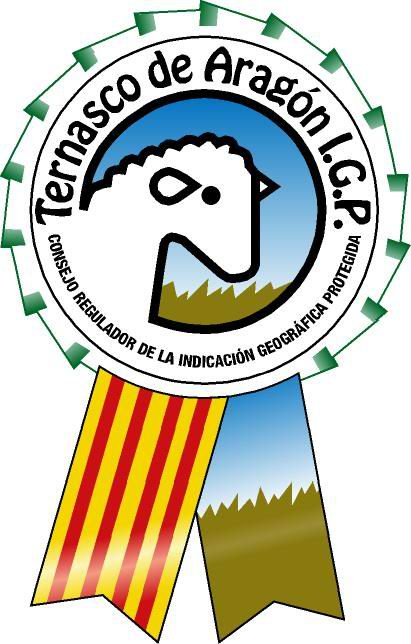 Ternasco de Aragón I.G.P.
CONSEJO REGULADOR DE LA INDICACIÓN GEOGRÁFICA PROTEGIDA